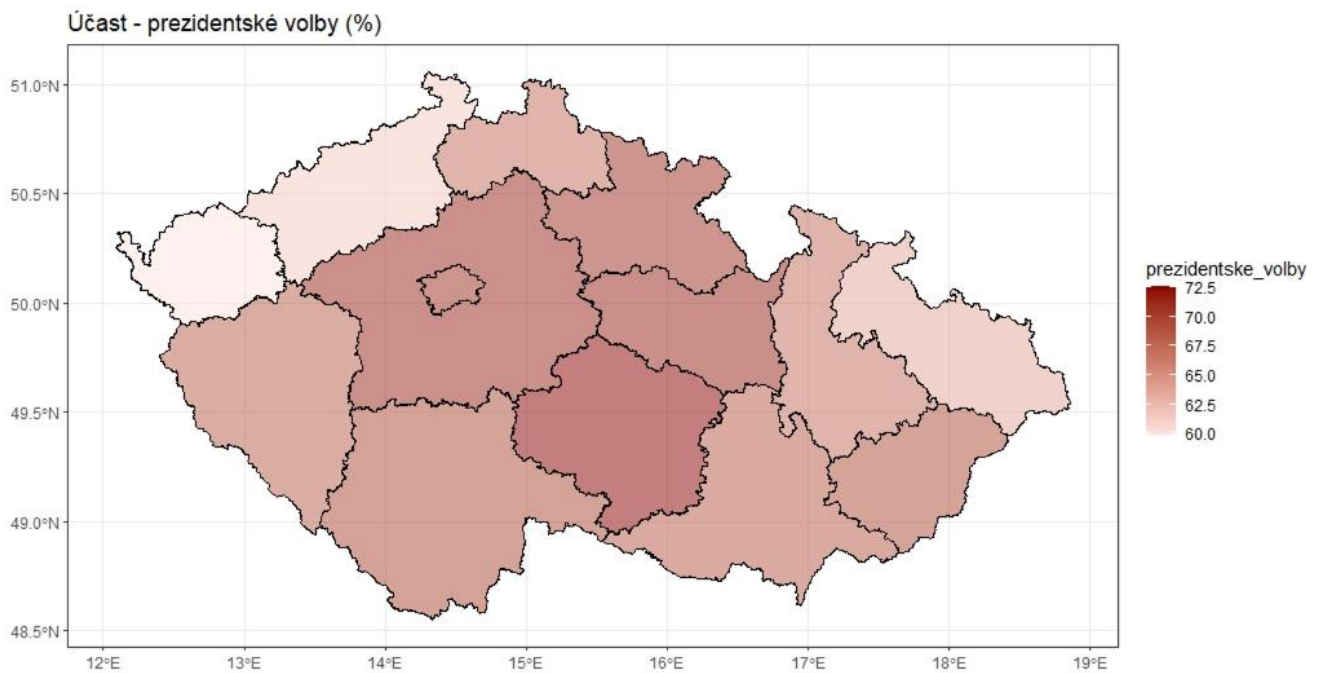 Účast - prezidentské volby (%)
51.0°N
50.5°N
50.0°N
49.5°N
49.0°N
48.5°N
12°E 13°E 14°E 15°E 16°E 17°E 18°E 19°E
prezidentske_volby
72.5
70.0
67.5
65.0
62.5
60.0